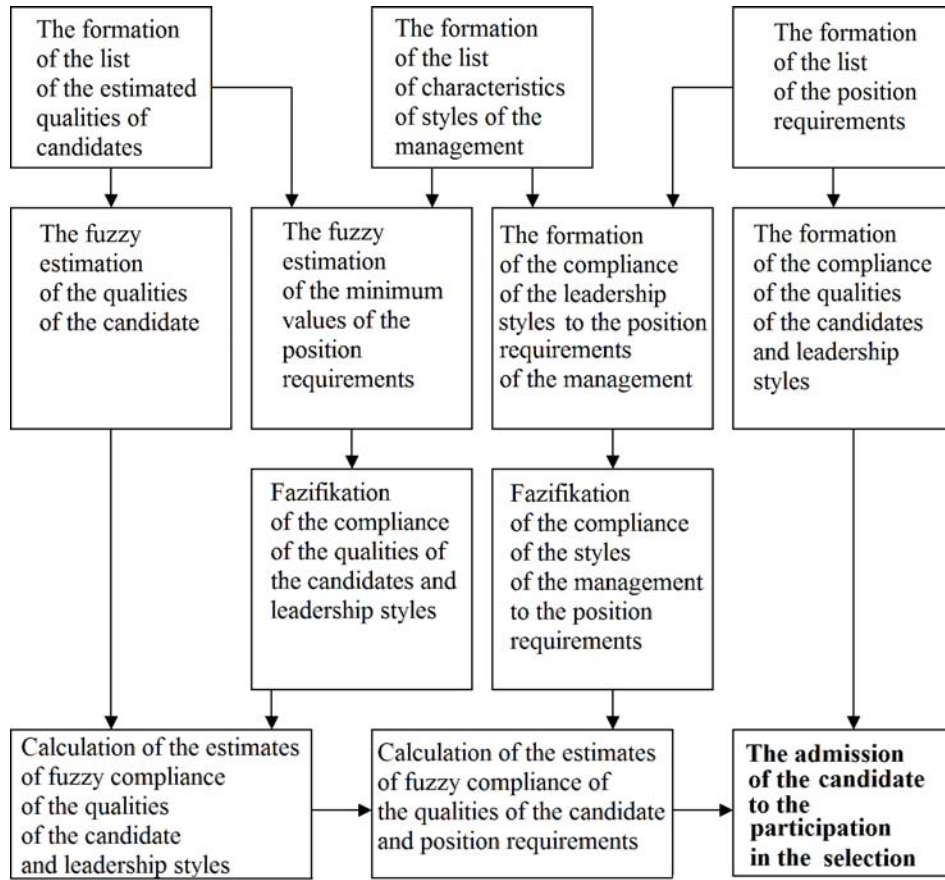 The formation
of the list
of the estimated
qualities of
candidates
The formation
of the list
of characteristics
of styles of the
management
The formation
of the list
of the position
requirements
The fuzzy
estimation
of the qualities
of the candidate
The fuzzy
estimation
of the minimum
values of the
position
requirements
The formation
of the compliance
of the leadership
styles to the position
requirements
of the management
The formation
of the compliance
of the qualities
of the candidates
and leadership
styles
Fazifikation
of the compliance
of the qualities of
the candidates and
leadership styles
Fazifikation
of the compliance
of the styles
of the management
to the position
requirements
Calculation of the estimates
of fuzzy compliance
of the qualities
of the candidate
and leadership styles
Calculation of the estimates
of fuzzy compliance of
the qualities of the candidate
and position requirements
The admission
of the candidate
to the
participation
in the selection